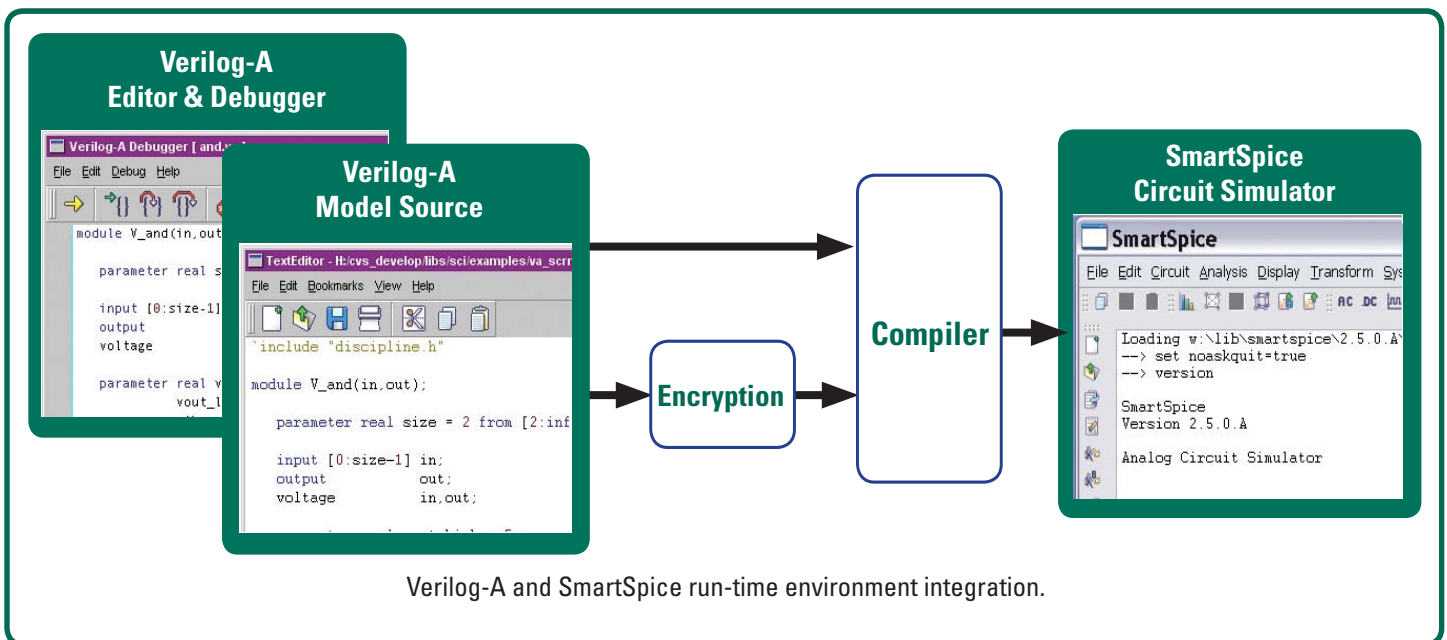 Verilog-A
Editor & Debugger
Verilog-A Debugger [ and.v
File Edit Debug Help
module V_and(in,out
parameter real s
input [0:size-1]
output
voltage
parameter real v
vout_l
Verilog-A
Model Source
TextEditor - H:/cvs_develop/libs/sci/examples/va_scrr
File Edit Bookmarks View Help
`include "discipline.h"
module V_and(in,out);
parameter real size = 2 from [2:inf
input [0:size-1] in;
output out;
voltage in,out;
Encryption
Compiler
SmartSpice
Circuit Simulator
SmartSpice
File Edit Circuit Analysis Display Transform Sys
AC DC
Loading w:\lib\smartspice\2.5.0.A\
--> set noaskquit=true
--> version
SmartSpice
Version 2.5.0.A
Analog Circuit Simulator
Verilog-A and SmartSpice run-time environment integration.